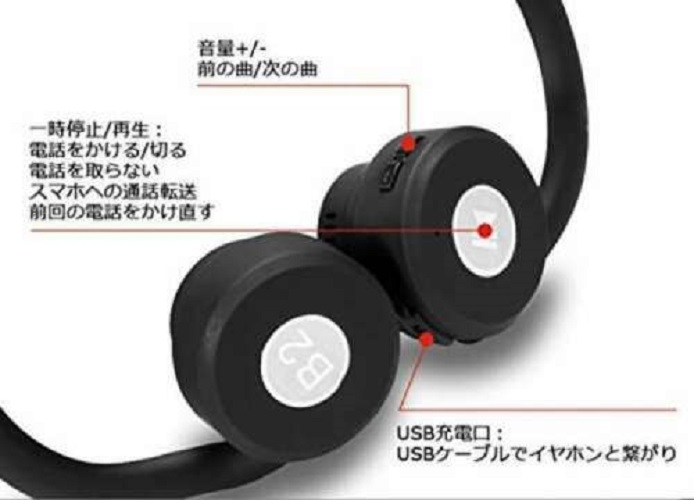 音量+/-
前の曲/次の曲
一時停止/再生：
電話をかける/切る
電話を取らない
スマホへの通話転送
前回の電話をかけ直す
B2
USB充電口：
USBケーブルでイヤホンと繋がり